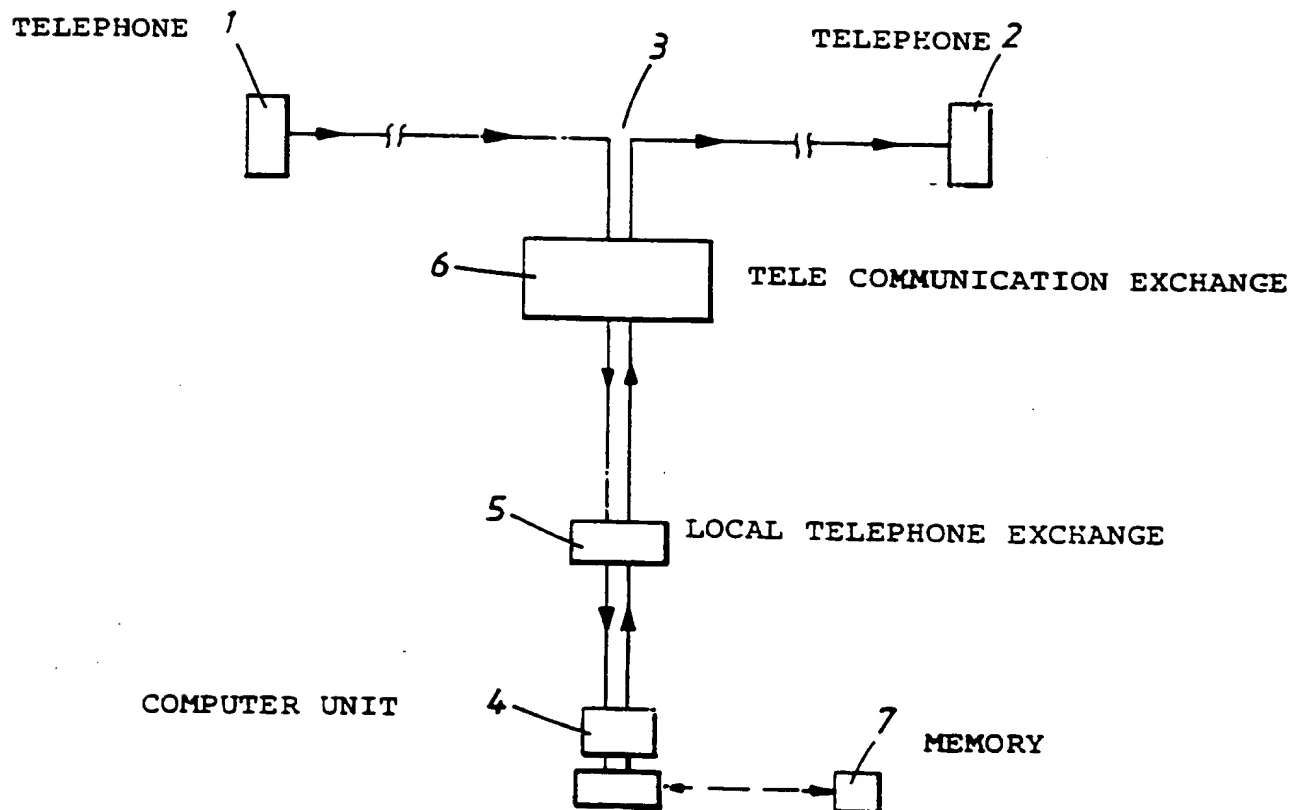 TELEPHONE 1
3
TELEPHONE 2
6
TELE COMMUNICATION EXCHANGE
5
LOCAL TELEPHONE EXCHANGE
COMPUTER UNIT 4
7 MEMORY